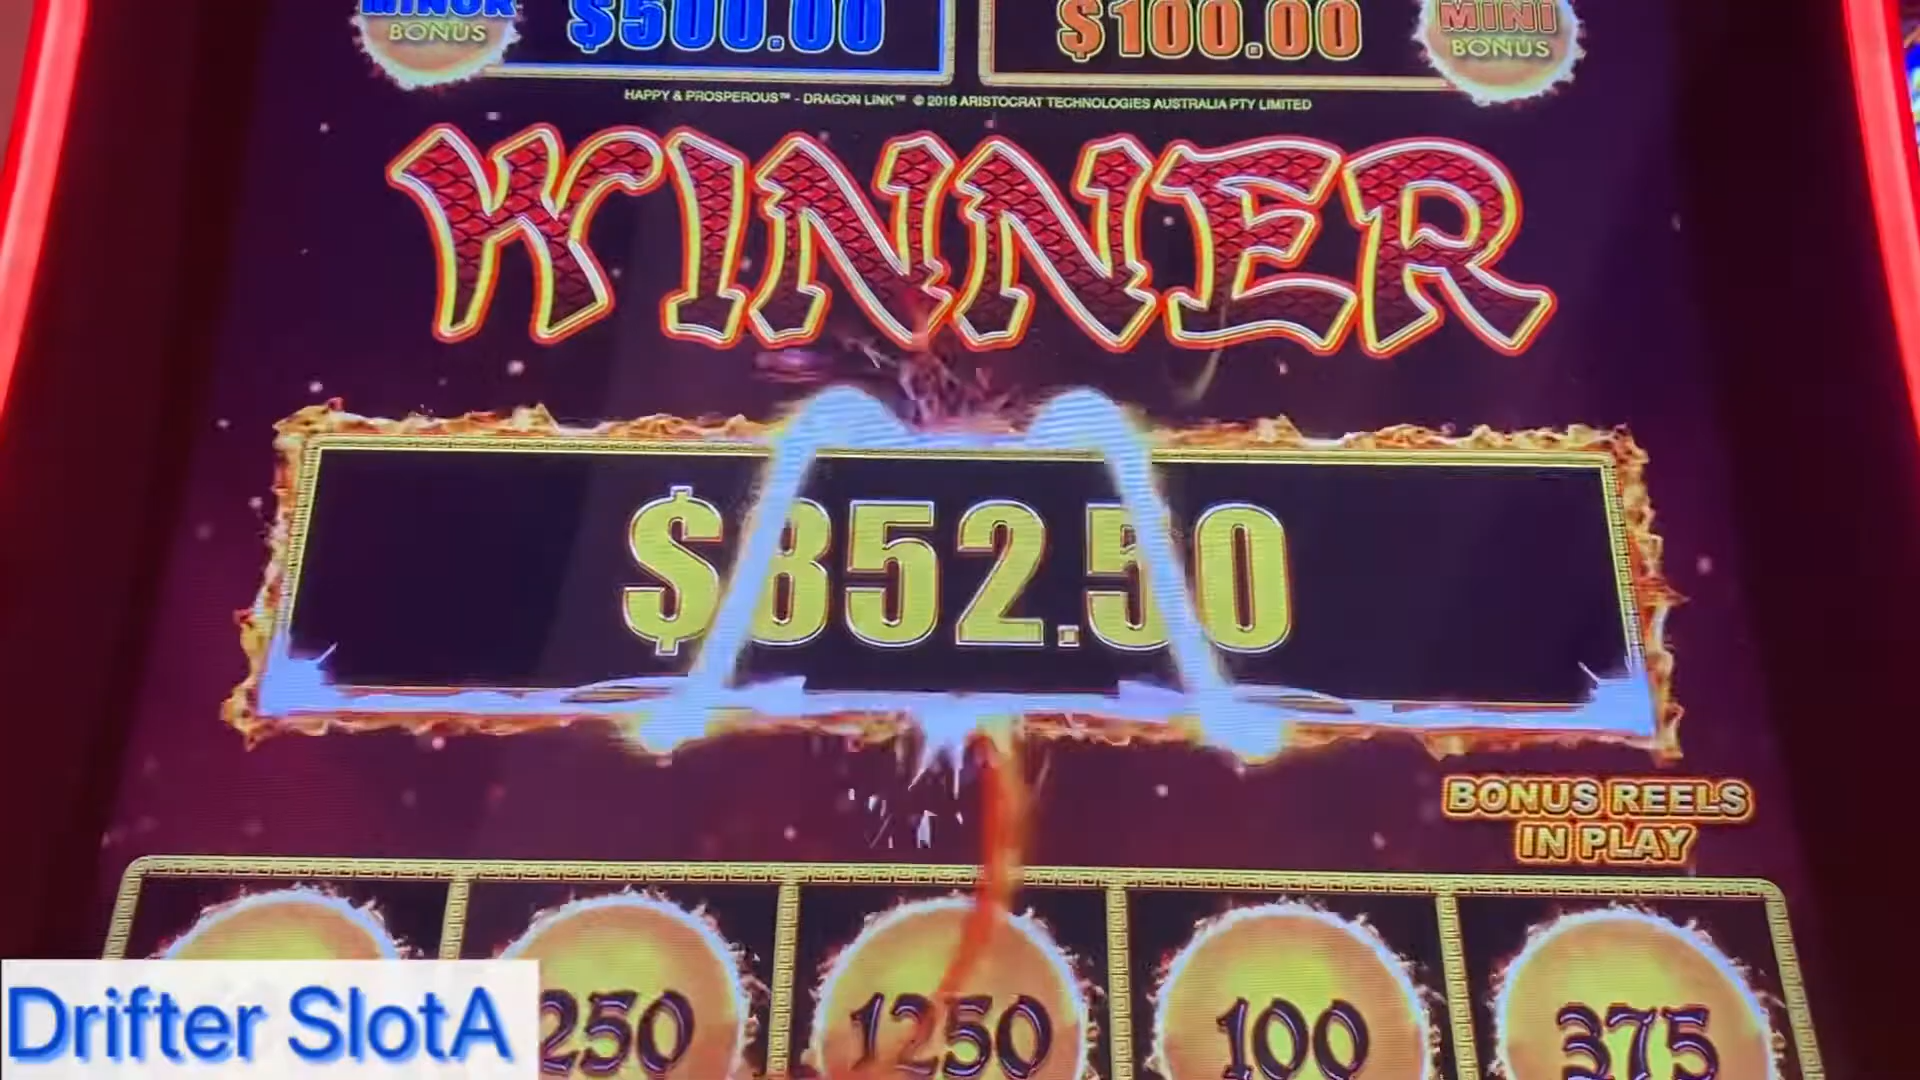 MINOR
BONUS
$500.00
$100.00
MINI
BONUS
HAPPY & PROSPEROUS™ - DRAGON LINK™ © 2016 ARISTOCRAT TECHNOLOGIES AUSTRALIA PTY LIMITED
WINNER
$852.50
BONUS REELS
IN PLAY
250
1250
100
375
Drifter SlotA